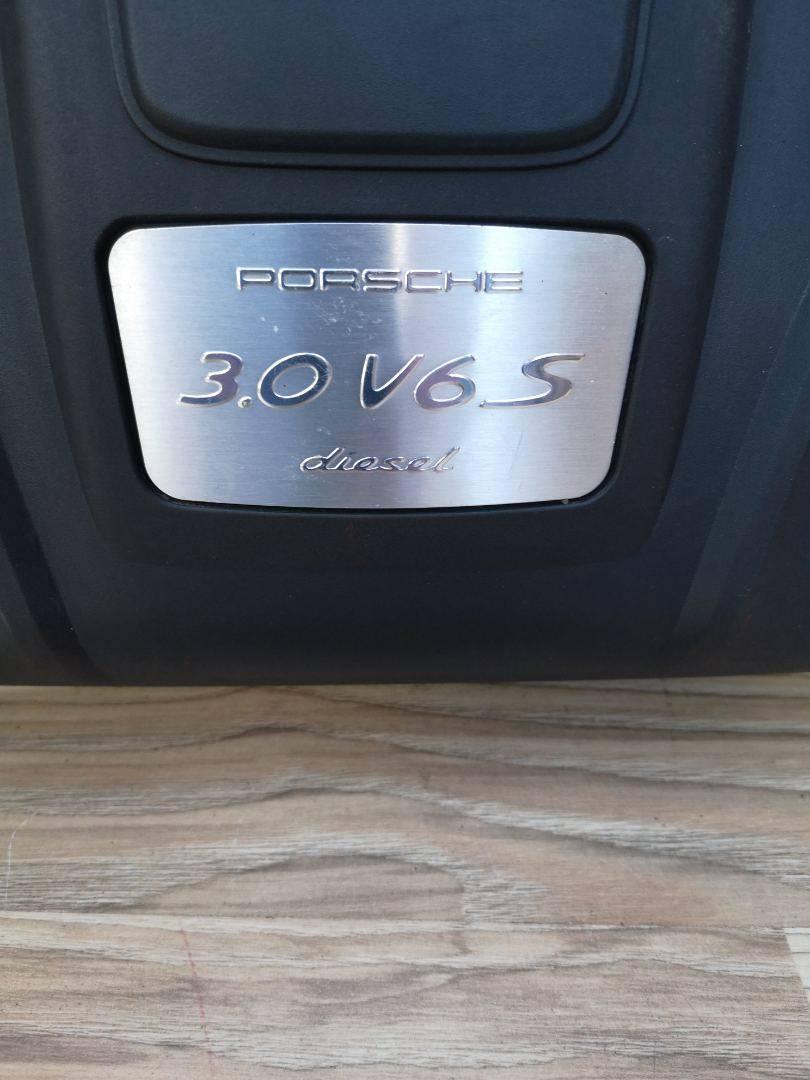 PORSCHE
3.0 V6 S
diesel